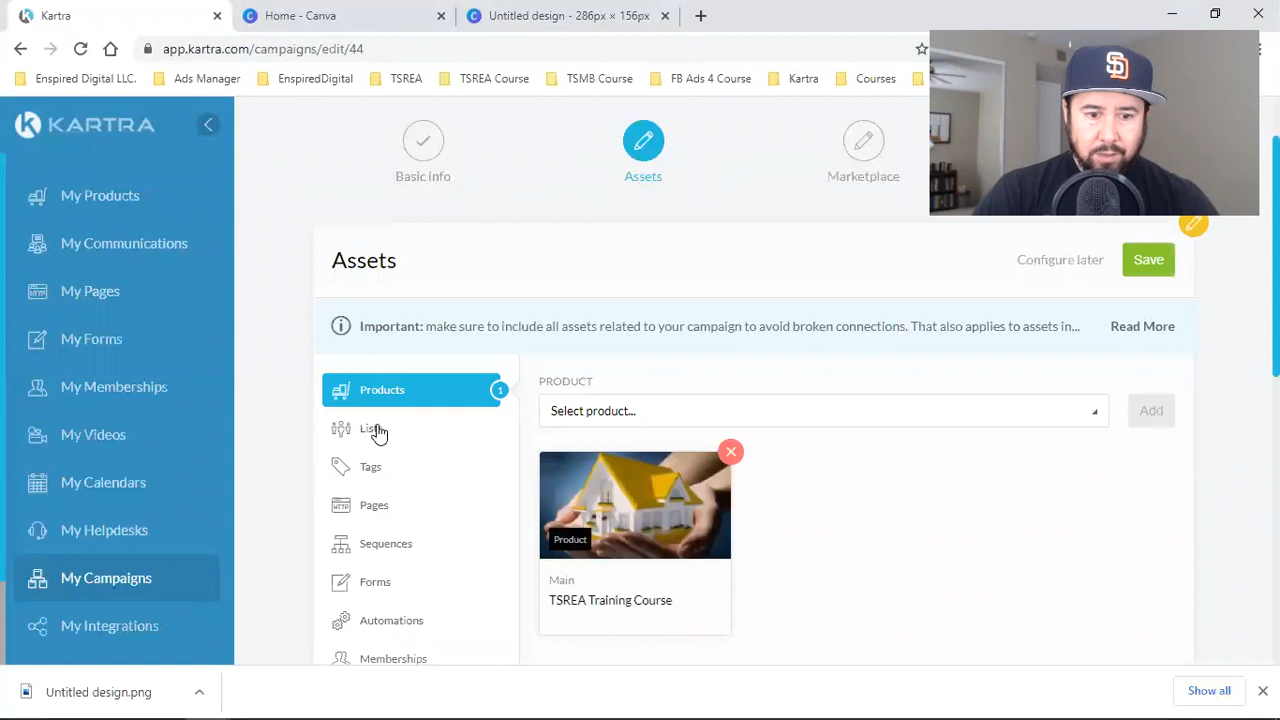 Kartra
Home - Canva
Untitled design - 286px × 156px
app.kartra.com/campaigns/edit/44
Enspired Digital LLC.
Ads Manager
EnspiredDigital
TSREA
TSREA Course
TSMB Course
FB Ads 4 Course
Kartra
Courses
KARTRA
SD
Basic info
Assets
Marketplace
My Products
My Communications
My Pages
My Forms
My Memberships
My Videos
My Calendars
My Helpdesks
My Campaigns
My Integrations
Assets
Configure later
Save
Important: make sure to include all assets related to your campaign to avoid broken connections. That also applies to assets in...
Read More
Products
1
Tags
Pages
Sequences
Forms
Automations
Memberships
PRODUCT
Select product...
Add
Product
Main
TSREA Training Course
Untitled design.png
Show all